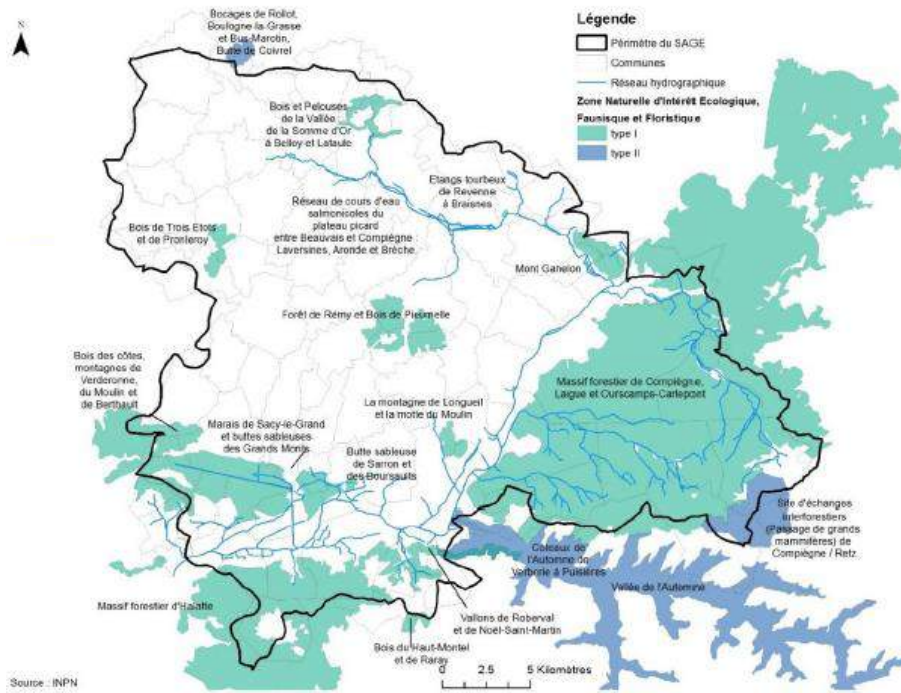 Bocages de Rollot,
Boulogne-la-Grasse
et Bus-Marotin,
Butte de Coivrel
N
Légende
Périmètre du SAGE
Communes
Réseau hydrographique
Zone Naturelle d'Intérêt Ecologique,
Faunisque et Floristique
type I
type II
Bois et Pelouses
de la Vallée
de la Somme d'Or
à Belloy et Lataule
Etangs tourbeux
de Revenne
à Braisnes
Réseau de cours d'eau
salmonicoles du
plateau picard
entre Beauvais et Compiègne :
Laversines, Aronde et Brèche
Bois de Trois Etots
et de Pronleroy
Mont Ganelon
Forêt de Rémy et Bois de Pieumelle
Bois des côtes,
montagnes de
Verderonne,
du Moulin et
de Berthault
Massif forestier de Compiègne,
Laigue et Ourscamps-Carlepont
La montagne de Longueil
et la motte du Moulin
Marais de Sacy-le-Grand
et buttes sableuses
des Grands Monts
Butte sableuse
de Sarron et
des Boursaults
Site d'échanges
interforestiers
(Passage de grands
mammifères) de
Compiègne / Retz
Coteaux de
l'Automne de
Verberie à Puisières
Vallée de l'Automne
Massif forestier d'Halatte
Vallons de Roberval
et de Noël-Saint-Martin
Bois du Haut-Montel
et de Raray
0 2.5 5 Kilomètres
Source : INPN